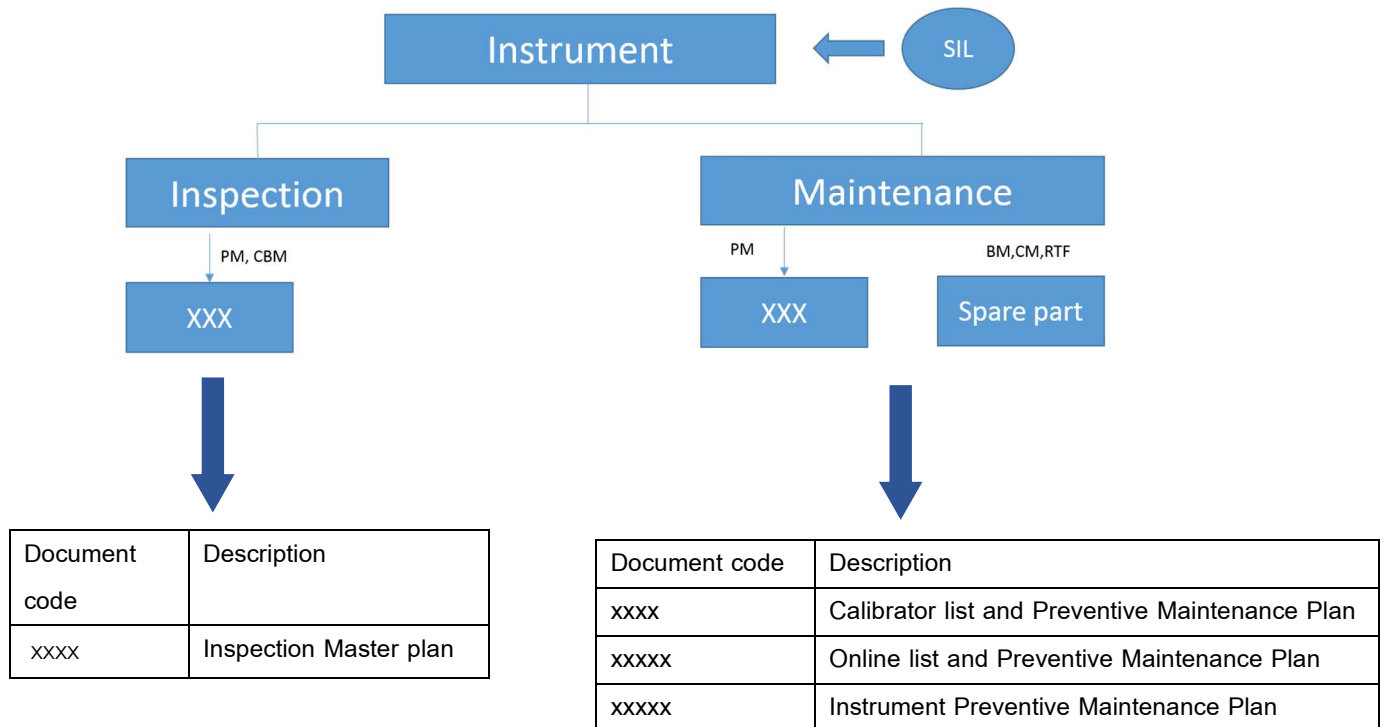 Instrument
SIL
Inspection
Maintenance
PM, CBM
PM
BM,CM,RTF
XXX
XXX
Spare part
Document code
Description
xxxx
Inspection Master plan
Document code
Description
xxxx
Calibrator list and Preventive Maintenance Plan
xxxxx
Online list and Preventive Maintenance Plan
xxxxx
Instrument Preventive Maintenance Plan